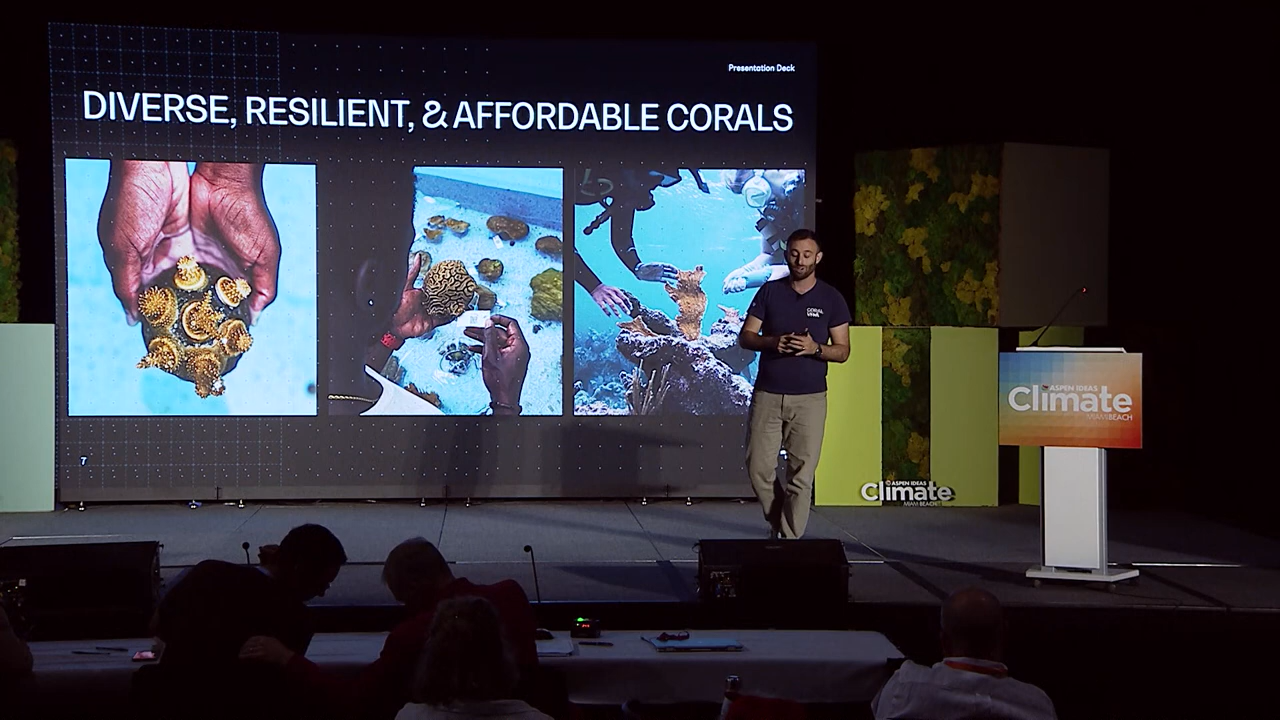 Presentation Deck
DIVERSE, RESILIENT, & AFFORDABLE CORALS
7
CORAL
VITA
ASPEN IDEAS
Climate
MIAMI BEACH
ASPEN IDEAS
Climate
MIAMI BEACH